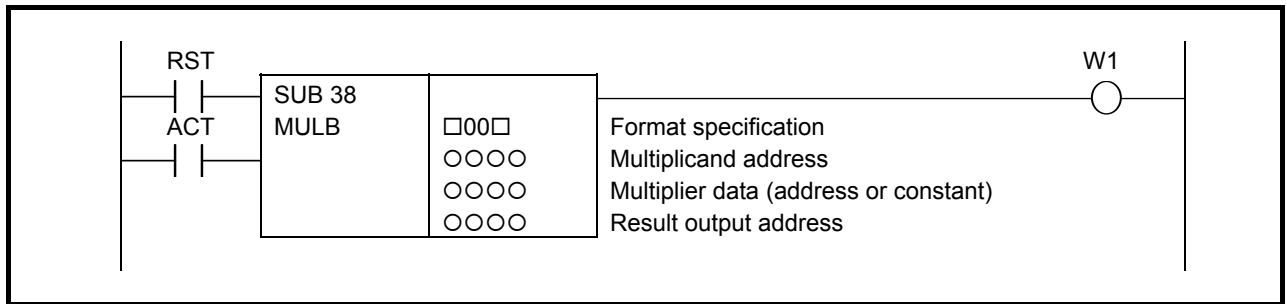 RST W1
SUB 38
ACT MULB □00□ Format specification
○○○○ Multiplicand address
○○○○ Multiplier data (address or constant)
○○○○ Result output address